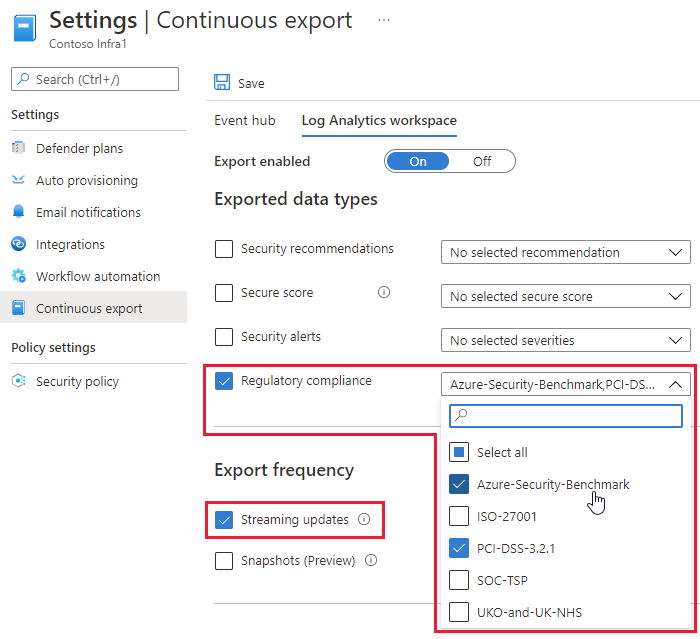 Settings | Continuous export ...
Contoso Infra1
Search (Ctrl+/)
Settings
Defender plans
Auto provisioning
Email notifications
Integrations
Workflow automation
Continuous export
Policy settings
Security policy
Save
Event hub Log Analytics workspace
Export enabled On Off
Exported data types
Security recommendations No selected recommendation
Secure score No selected secure score
Security alerts No selected severities
Regulatory compliance Azure-Security-Benchmark,PCI-DS...
Select all
Azure-Security-Benchmark
ISO-27001
PCI-DSS-3.2.1
SOC-TSP
UKO-and-UK-NHS
Export frequency
Streaming updates
Snapshots (Preview)